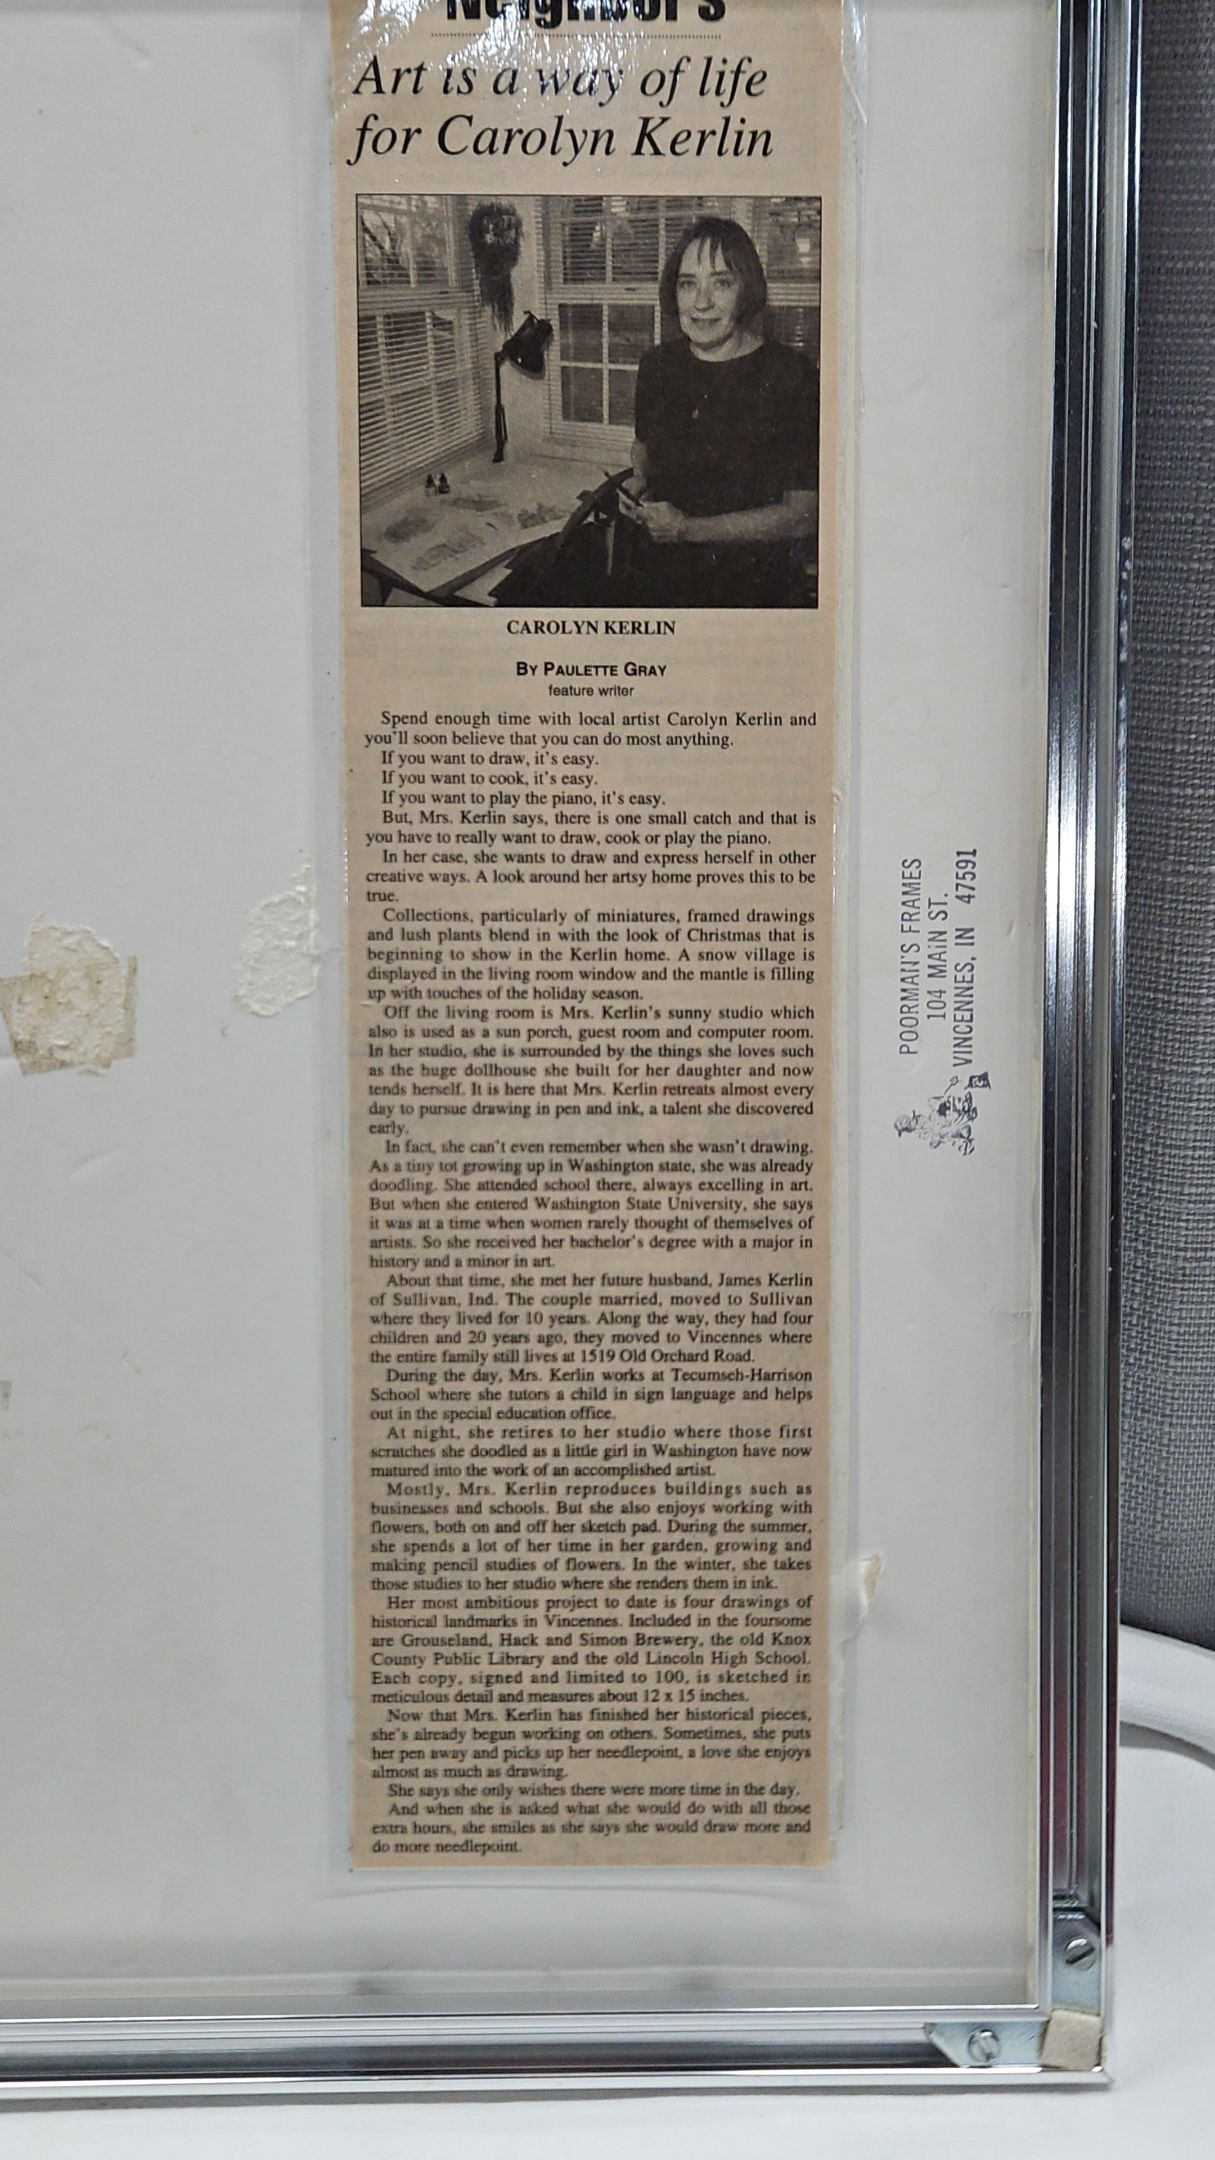 Neighbors
Art is a way of life
for Carolyn Kerlin
CAROLYN KERLIN
BY PAULETTE GRAY
feature writer
Spend enough time with local artist Carolyn Kerlin and
you'll soon believe that you can do most anything.
If you want to draw, it's easy.
If you want to cook, it's easy.
If you want to play the piano, it's easy.
But, Mrs. Kerlin says, there is one small catch and that is
you have to really want to draw, cook or play the piano.
In her case, she wants to draw and express herself in other
creative ways. A look around her artsy home proves this to be
true.
Collections, particularly of miniatures, framed drawings
and lush plants blend in with the look of Christmas that is
beginning to show in the Kerlin home. A snow village is
displayed in the living room window and the mantle is filling
up with touches of the holiday season.
Off the living room is Mrs. Kerlin's sunny studio which
also is used as a sun porch, guest room and computer room.
In her studio, she is surrounded by the things she loves such
as the huge dollhouse she built for her daughter and now
tends herself. It is here that Mrs. Kerlin retreats almost every
day to pursue drawing in pen and ink, a talent she discovered
early.
In fact, she can't even remember when she wasn't drawing.
As a tiny tot growing up in Washington state, she was already
doodling. She attended school there, always excelling in art.
But when she entered Washington State University, she says
it was at a time when women rarely thought of themselves of
artists. So she received her bachelor's degree with a major in
history and a minor in art.
About that time, she met her future husband, James Kerlin
of Sullivan, Ind. The couple married, moved to Sullivan
where they lived for 10 years. Along the way, they had four
children and 20 years ago, they moved to Vincennes where
the entire family still lives at 1519 Old Orchard Road.
During the day, Mrs. Kerlin works at Tecumseh-Harrison
School where she tutors a child in sign language and helps
out in the special education office.
At night, she retires to her studio where those first
scratches she doodled as a little girl in Washington have now
matured into the work of an accomplished artist.
Mostly, Mrs. Kerlin reproduces buildings such as
businesses and schools. But she also enjoys working with
flowers, both on and off her sketch pad. During the summer,
she spends a lot of her time in her garden, growing and
making pencil studies of flowers. In the winter, she takes
those studies to her studio where she renders them in ink.
Her most ambitious project to date is four drawings of
historical landmarks in Vincennes. Included in the foursome
are Grouseland, Hack and Simon Brewery, the old Knox
County Public Library and the old Lincoln High School.
Each copy, signed and limited to 100, is sketched in
meticulous detail and measures about 12 x 15 inches.
Now that Mrs. Kerlin has finished her historical pieces,
she's already begun working on others. Sometimes, she puts
her pen away and picks up her needlepoint, a love she enjoys
almost as much as drawing.
She says she only wishes there were more time in the day.
And when she is asked what she would do with all those
extra hours, she smiles as she says she would draw more and
do more needlepoint.
POORMAN'S FRAMES
104 MAIN ST.
VINCENNES, IN 47591